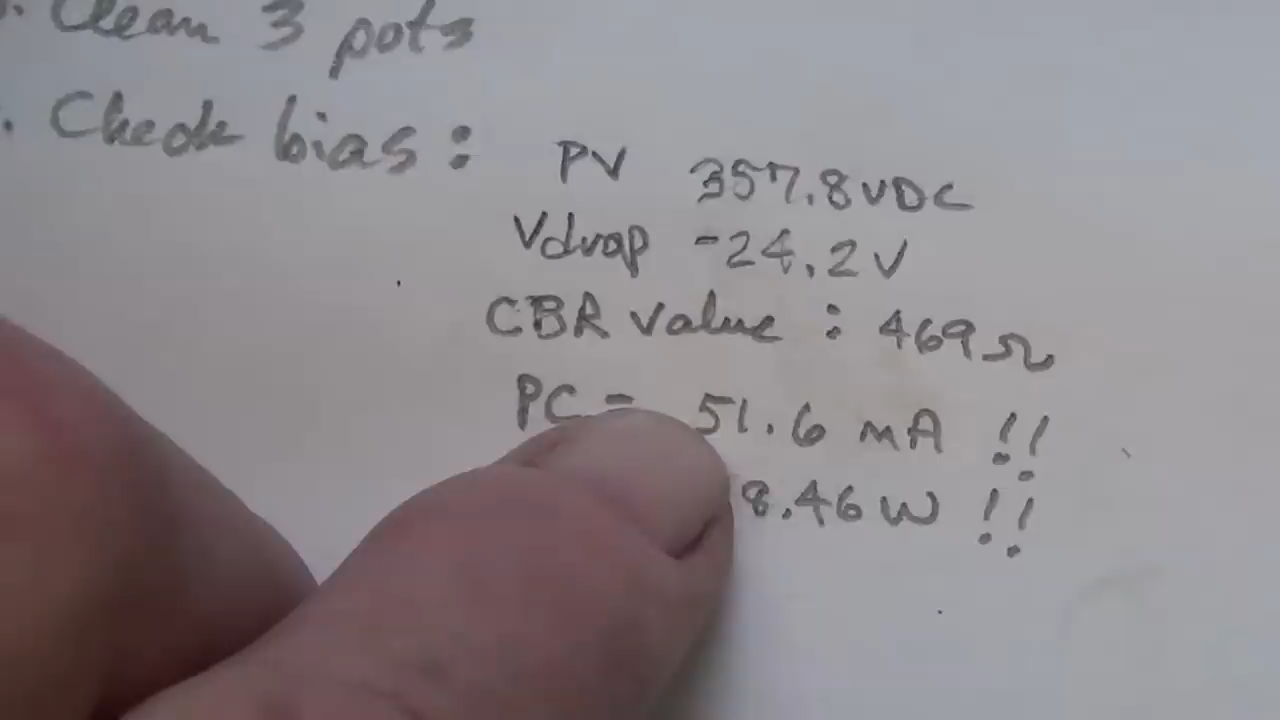 . Clean 3 pots
. Check bias :
PV 357.8VDC
Vdrop -24.2V
CBR Value : 469Ω
PC = 51.6 mA !!
8.46W !!